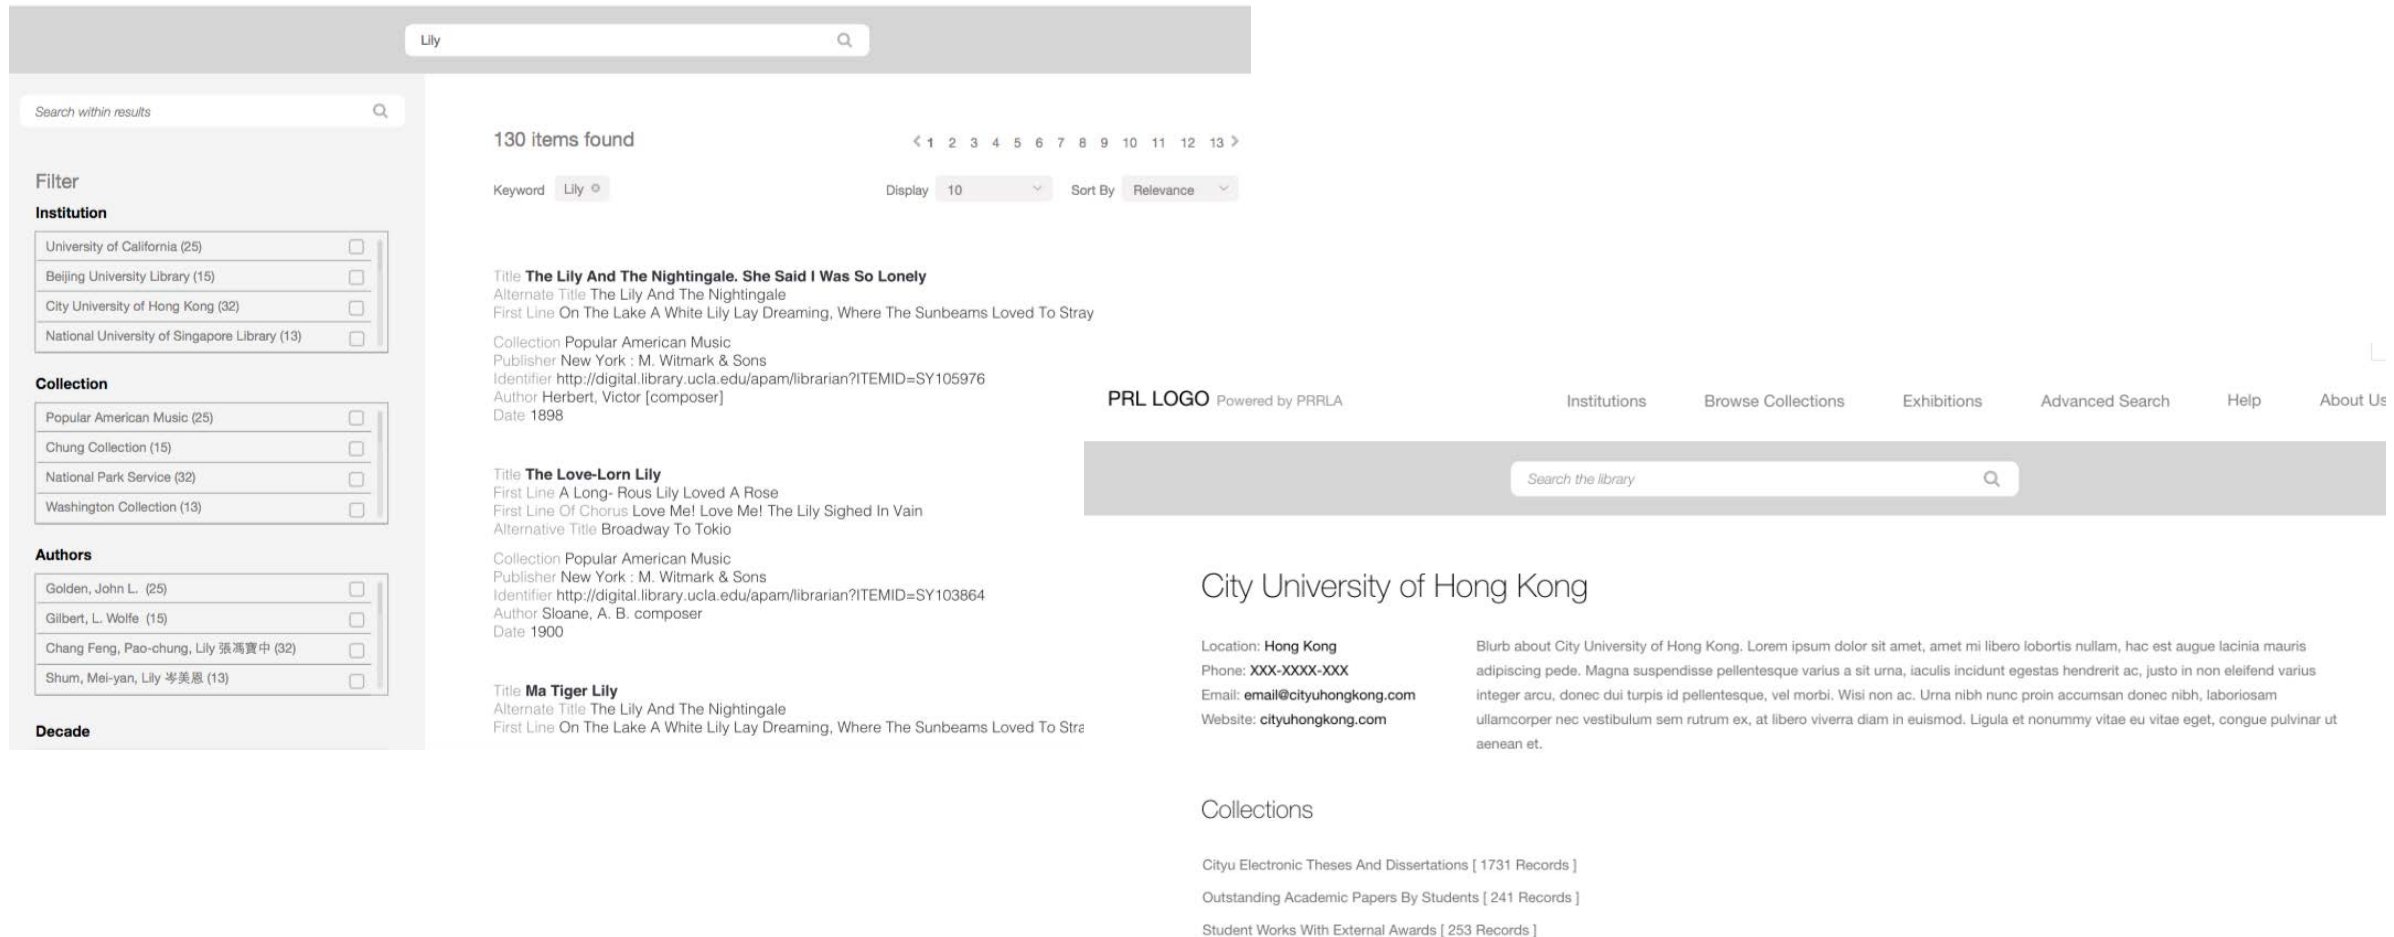 Lily
Search within results
Filter
Institution
University of California (25)
Beijing University Library (15)
City University of Hong Kong (32)
National University of Singapore Library (13)
Collection
Popular American Music (25)
Chung Collection (15)
National Park Service (32)
Washington Collection (13)
Authors
Golden, John L. (25)
Gilbert, L. Wolfe (15)
Chang Feng, Pao-chung, Lily 張馮寶中 (32)
Shum, Mei-yan, Lily 岑美恩 (13)
Decade
130 items found
< 1 2 3 4 5 6 7 8 9 10 11 12 13 >
Keyword Lily
Display 10 Sort By Relevance
Title The Lily And The Nightingale. She Said I Was So Lonely
Alternate Title The Lily And The Nightingale
First Line On The Lake A White Lily Lay Dreaming, Where The Sunbeams Loved To Stray
Collection Popular American Music
Publisher New York : M. Witmark & Sons
Identifier http://digital.library.ucla.edu/apam/librarian?ITEMID=SY105976
Author Herbert, Victor [composer]
Date 1898
Title The Love-Lorn Lily
First Line A Long- Rous Lily Loved A Rose
First Line Of Chorus Love Me! Love Me! The Lily Sighed In Vain
Alternative Title Broadway To Tokio
Collection Popular American Music
Publisher New York : M. Witmark & Sons
Identifier http://digital.library.ucla.edu/apam/librarian?ITEMID=SY103864
Author Sloane, A. B. composer
Date 1900
Title Ma Tiger Lily
Alternate Title The Lily And The Nightingale
First Line On The Lake A White Lily Lay Dreaming, Where The Sunbeams Loved To Stra
PRL LOGO Powered by PRRLA
Institutions Browse Collections Exhibitions Advanced Search Help About Us
Search the library
City University of Hong Kong
Location: Hong Kong
Phone: XXX-XXXX-XXX
Email: email@cityuhongkong.com
Website: cityuhongkong.com
Blurb about City University of Hong Kong. Lorem ipsum dolor sit amet, amet mi libero lobortis nullam, hac est augue lacinia mauris
adipiscing pede. Magna suspendisse pellentesque varius a sit urna, iaculis incidunt egestas hendrerit ac, justo in non eleifend varius
integer arcu, donec dui turpis id pellentesque, vel morbi. Wisi non ac. Urna nibh nunc proin accumsan donec nibh, laboriosam
ullamcorper nec vestibulum sem rutrum ex, at libero viverra diam in euismod. Ligula et nonummy vitae eu vitae eget, congue pulvinar ut
aenean et.
Collections
Cityu Electronic Theses And Dissertations [ 1731 Records ]
Outstanding Academic Papers By Students [ 241 Records ]
Student Works With External Awards [ 253 Records ]